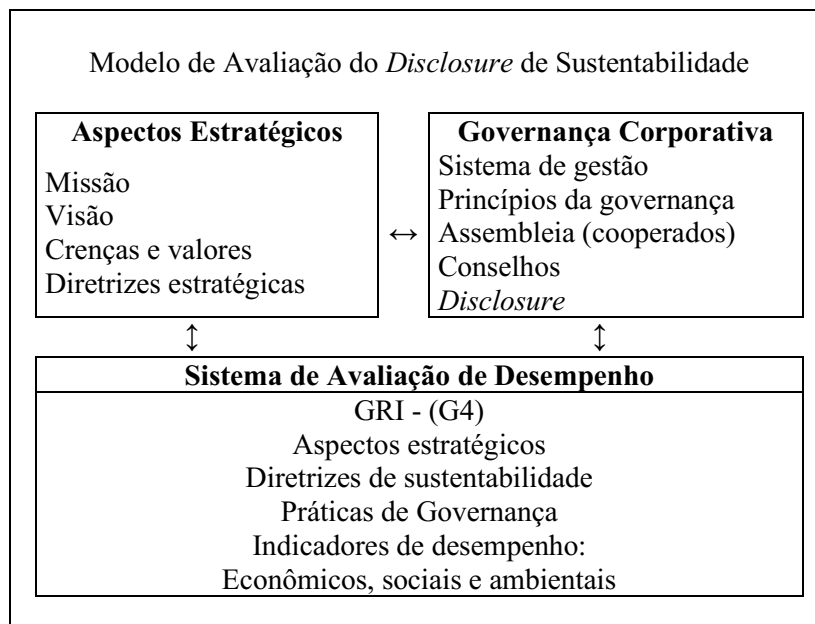 Modelo de Avaliação do Disclosure de Sustentabilidade
Aspectos Estratégicos
Missão
Visão
Crenças e valores
Diretrizes estratégicas
↔
Governança Corporativa
Sistema de gestão
Princípios da governança
Assembleia (cooperados)
Conselhos
Disclosure
↕ ↕
Sistema de Avaliação de Desempenho
GRI - (G4)
Aspectos estratégicos
Diretrizes de sustentabilidade
Práticas de Governança
Indicadores de desempenho:
Econômicos, sociais e ambientais